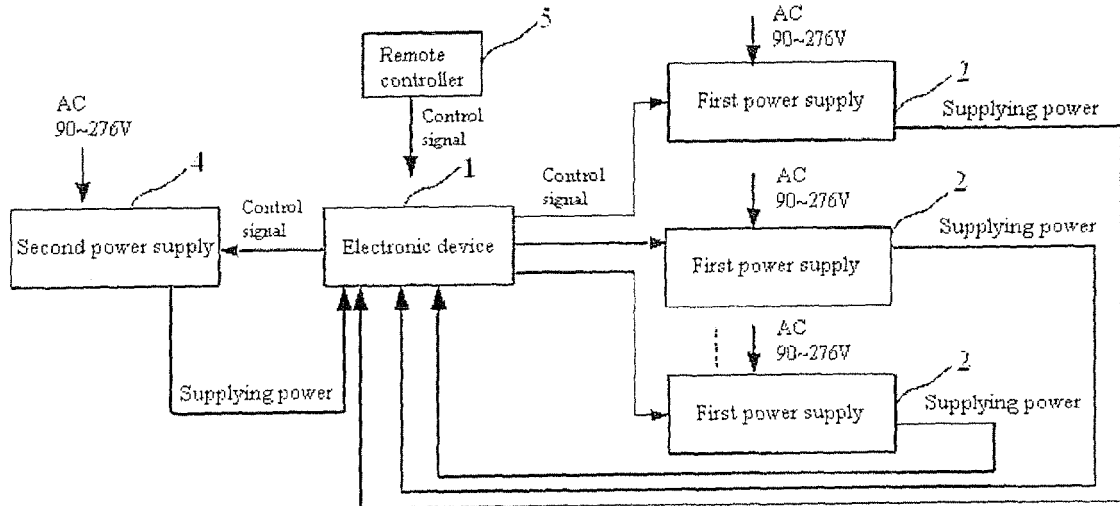 AC
90~276V
4
Second power supply
Control
signal
Supplying power
Remote
controller
5
Control
signal
1
Electronic device
Control
signal
AC
90~276V
First power supply
2
Supplying power
AC
90~276V
First power supply
2
Supplying power
AC
90~276V
First power supply
2
Supplying power